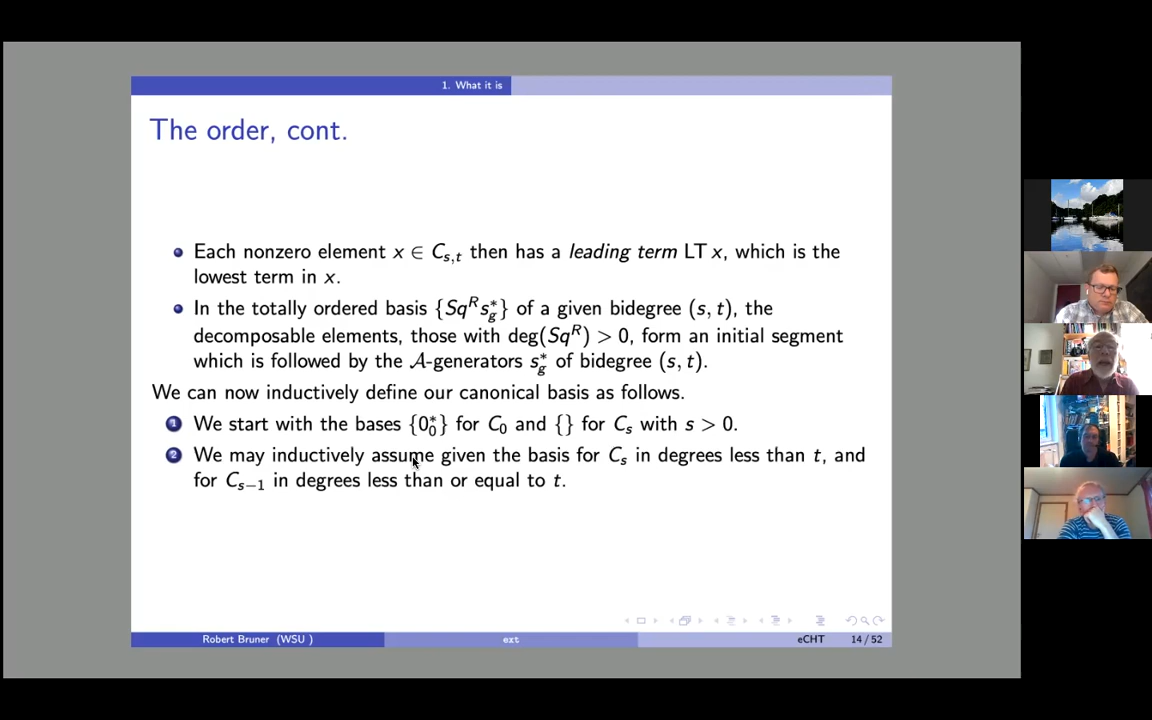 1. What it is
The order, cont.
Each nonzero element x ∈ C_{s,t} then has a leading term LT x, which is the
lowest term in x.
In the totally ordered basis {Sq^R s_g^*} of a given bidegree (s, t), the
decomposable elements, those with deg(Sq^R) > 0, form an initial segment
which is followed by the 𝒜-generators s_g^* of bidegree (s, t).
We can now inductively define our canonical basis as follows.
1 We start with the bases {0_0^*} for C_0 and {} for C_s with s > 0.
2 We may inductively assume given the basis for C_s in degrees less than t, and
for C_{s−1} in degrees less than or equal to t.
Robert Bruner (WSU ) ext eCHT 14 / 52